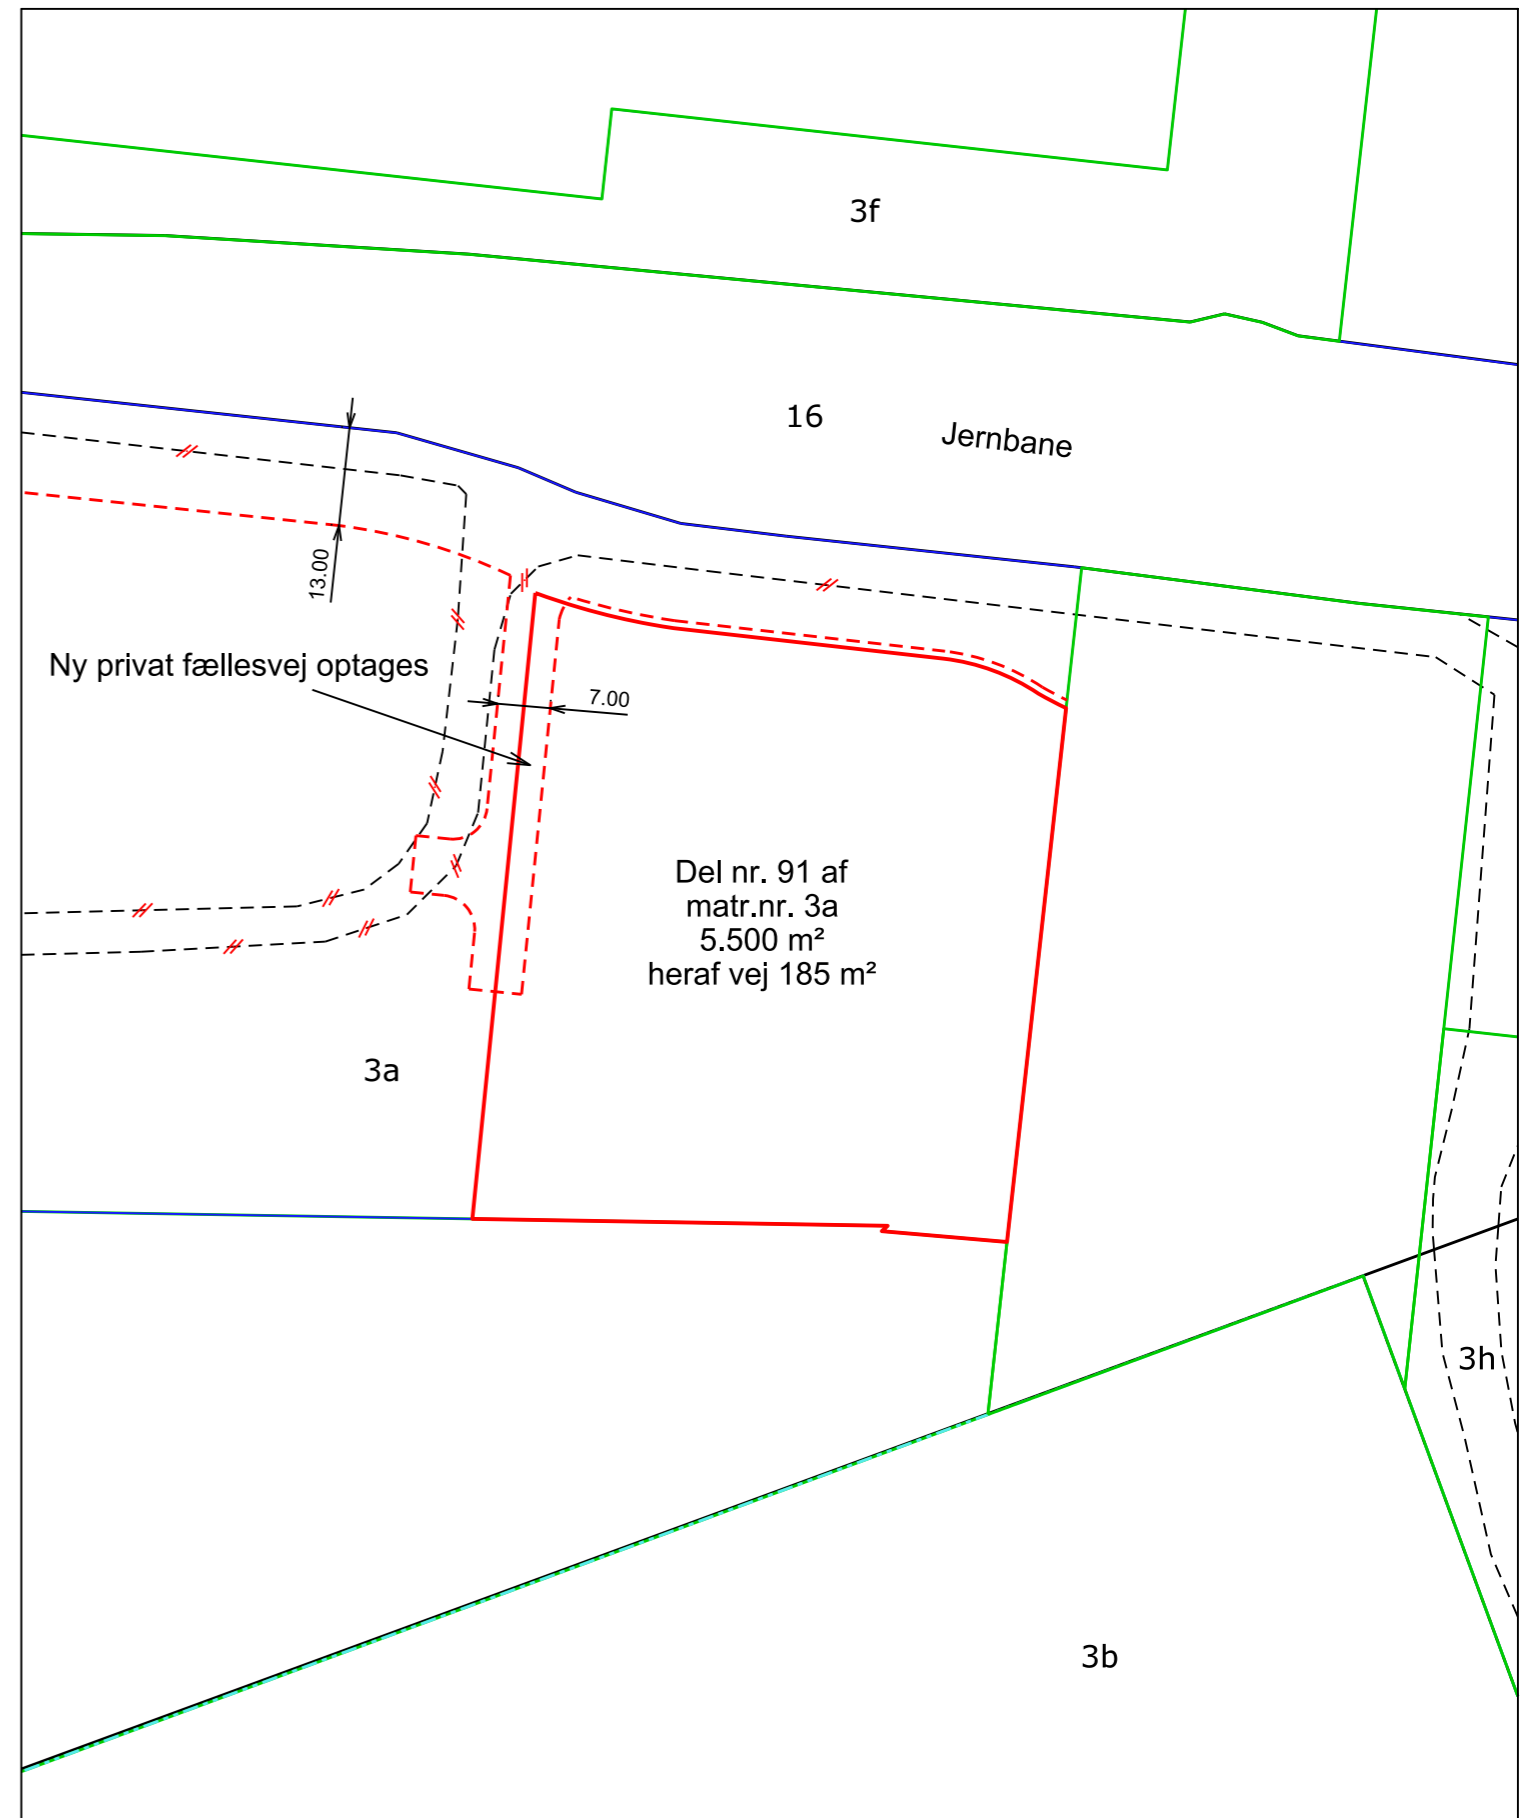 3f
16
Jernbane
13.00
Ny privat fællesvej optages
7.00
Del nr. 91 af
matr.nr. 3a
5.500 m²
heraf vej 185 m²
3a
3h
3b